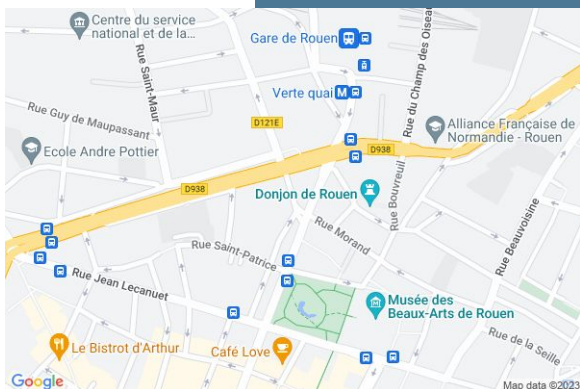 Centre du service
national et de la…
Rue Saint-Maur
Gare de Rouen
Rue du Champ des Oiseau
Verte quai M
Rue Guy de Maupassant
D121E
Alliance Française de
Normandie - Rouen
Ecole Andre Pottier
D938
D938
Donjon de Rouen
Rue Bouvreuil
Rue Beauvoisine
Rue Morand
Rue Saint-Patrice
Rue Jean Lecanuet
Musée des
Beaux-Arts de Rouen
Rue de la Seille
Le Bistrot d'Arthur
Café Love
Google
Map data ©2023